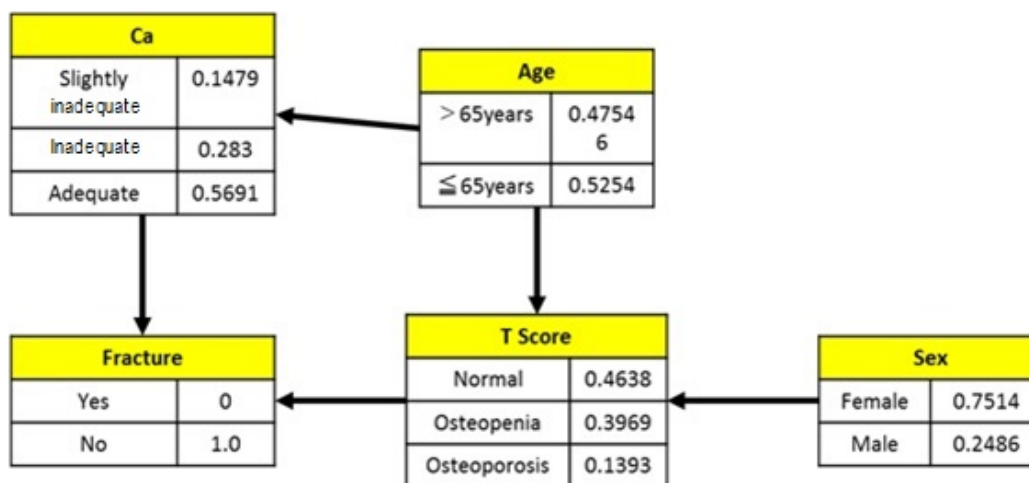 Ca
Slightly 0.1479
inadequate
Inadequate 0.283
Adequate 0.5691
Age
＞65years 0.4754
6
≦65years 0.5254
Fracture
Yes 0
No 1.0
T Score
Normal 0.4638
Osteopenia 0.3969
Osteoporosis 0.1393
Sex
Female 0.7514
Male 0.2486